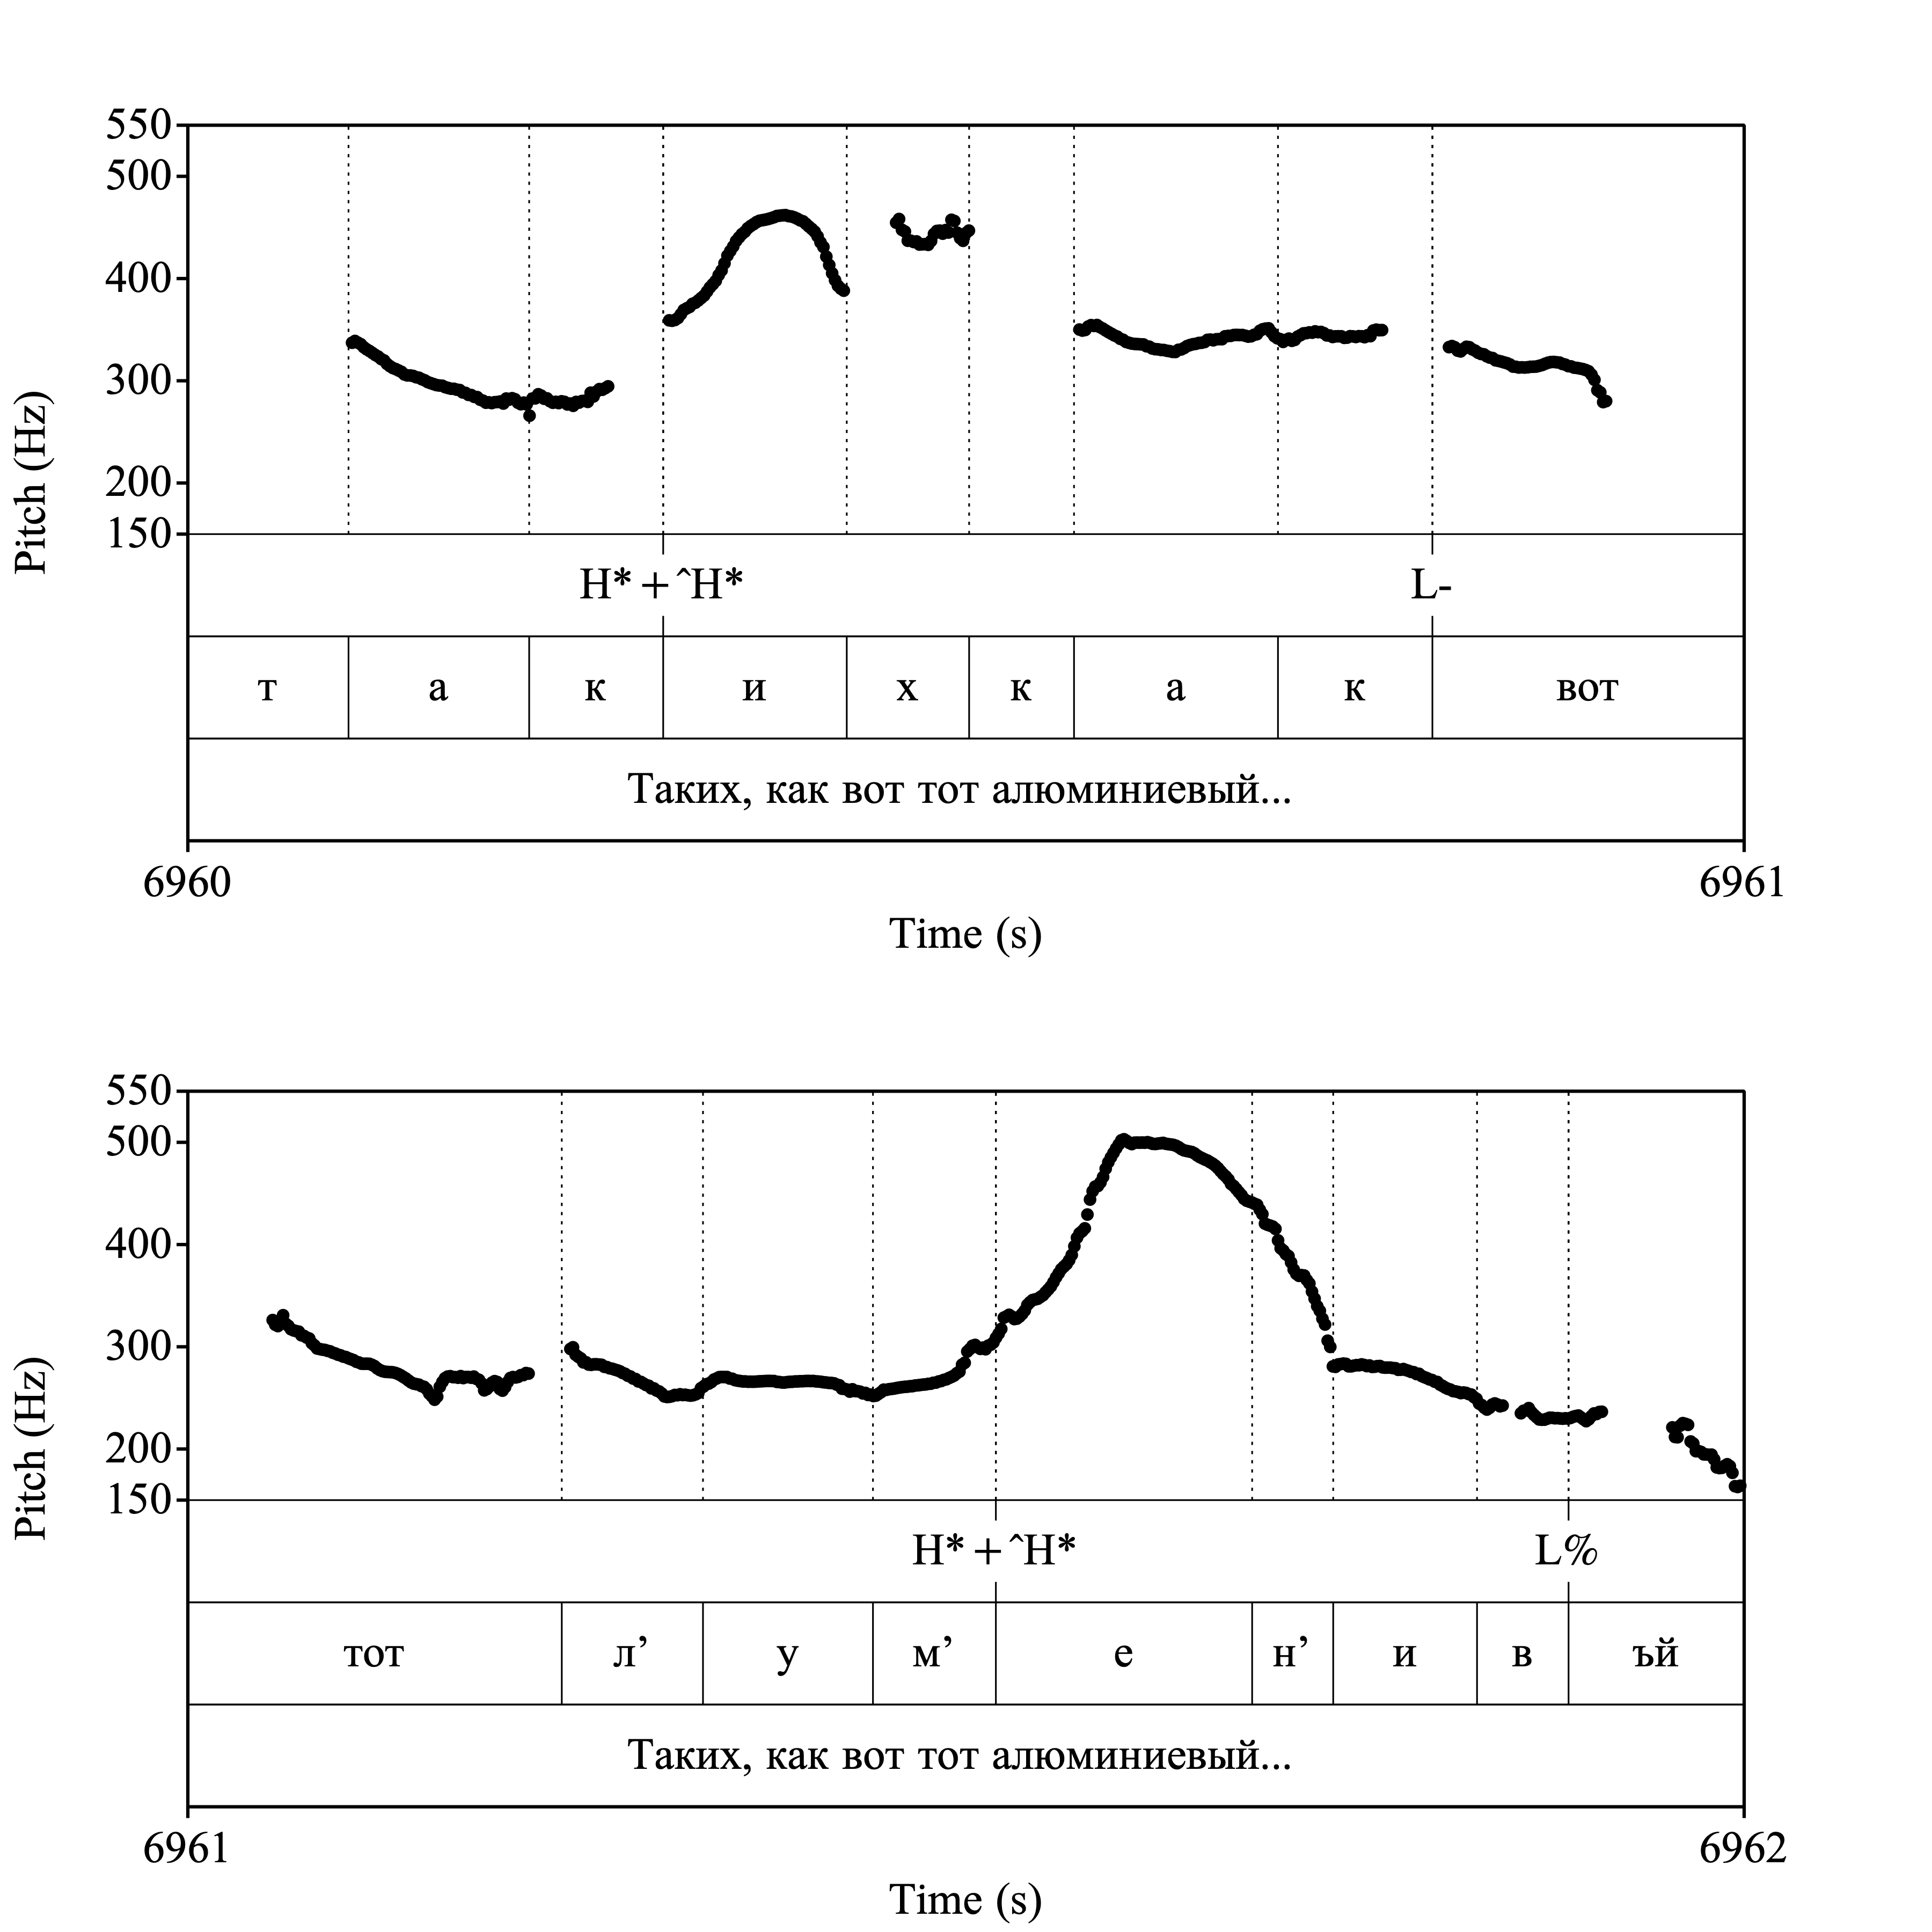 550
500
400
300
200
150
Pitch (Hz)
H* + ˆH* L-
т а к и х к а к вот
Таких, как вот тот алюминиевый...
6960 6961
Time (s)
550
500
400
300
200
150
Pitch (Hz)
H* + ˆH* L%
тот л’ у м’ е н’ и в ъй
Таких, как вот тот алюминиевый...
6961 6962
Time (s)